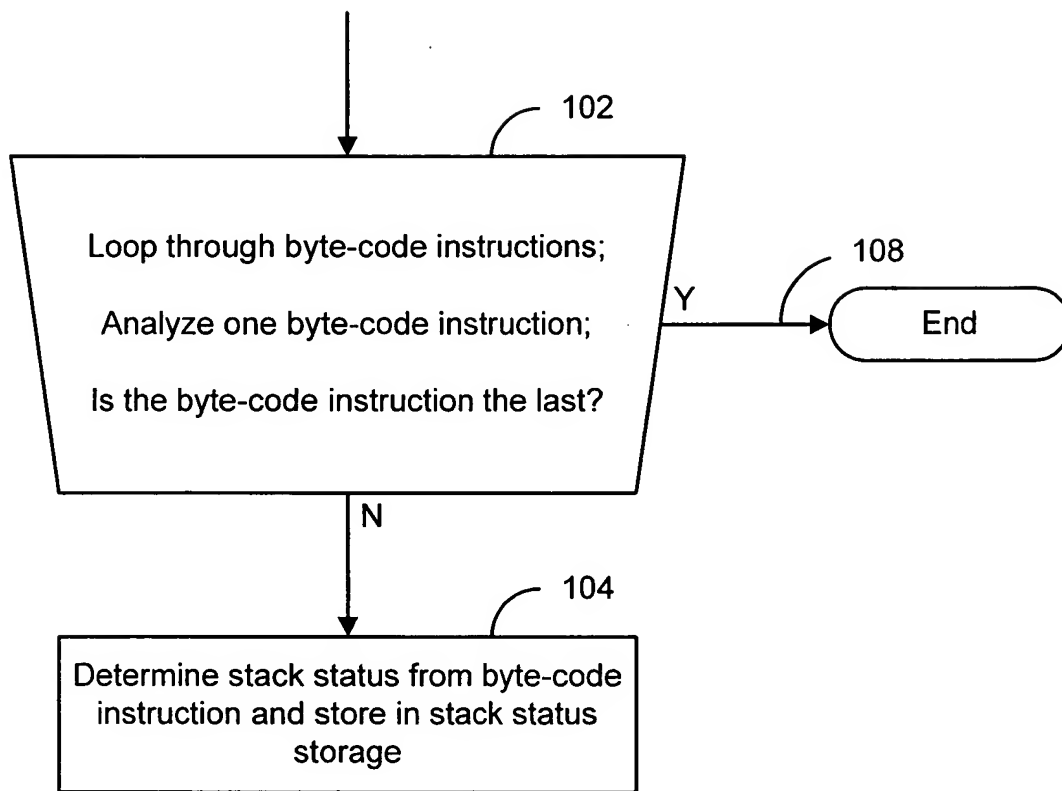 102
Loop through byte-code instructions;
Analyze one byte-code instruction;
Is the byte-code instruction the last?
Y
108
End
N
104
Determine stack status from byte-code
instruction and store in stack status
storage